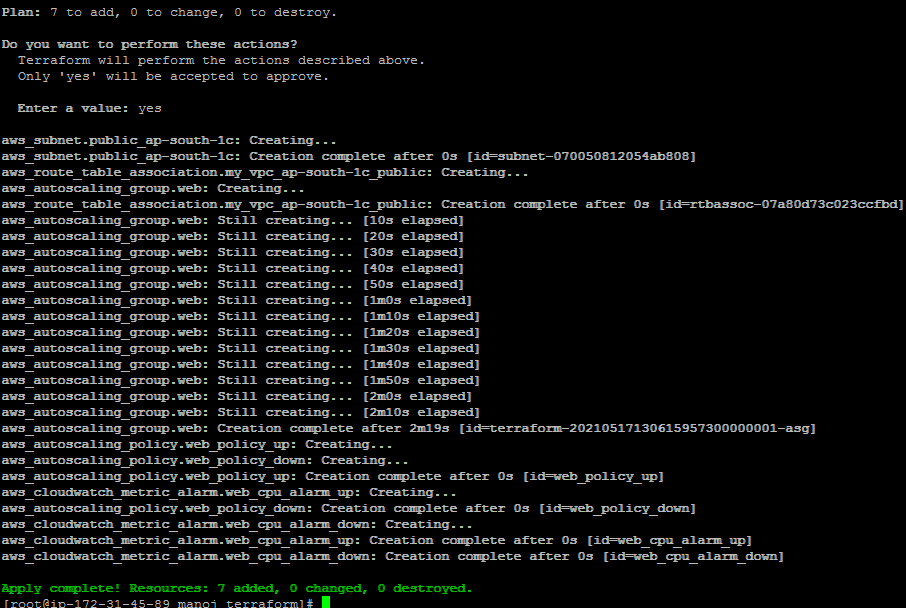 Plan: 7 to add, 0 to change, 0 to destroy.
Do you want to perform these actions?
Terraform will perform the actions described above.
Only 'yes' will be accepted to approve.
Enter a value: yes
aws_subnet.public_ap-south-1c: Creating...
aws_subnet.public_ap-south-1c: Creation complete after 0s [id=subnet-070050812054ab808]
aws_route_table_association.my_vpc_ap-south-1c_public: Creating...
aws_autoscaling_group.web: Creating...
aws_route_table_association.my_vpc_ap-south-1c_public: Creation complete after 0s [id=rtbassoc-07a80d73c023ccfbd]
aws_autoscaling_group.web: Still creating... [10s elapsed]
aws_autoscaling_group.web: Still creating... [20s elapsed]
aws_autoscaling_group.web: Still creating... [30s elapsed]
aws_autoscaling_group.web: Still creating... [40s elapsed]
aws_autoscaling_group.web: Still creating... [50s elapsed]
aws_autoscaling_group.web: Still creating... [1m0s elapsed]
aws_autoscaling_group.web: Still creating... [1m10s elapsed]
aws_autoscaling_group.web: Still creating... [1m20s elapsed]
aws_autoscaling_group.web: Still creating... [1m30s elapsed]
aws_autoscaling_group.web: Still creating... [1m40s elapsed]
aws_autoscaling_group.web: Still creating... [1m50s elapsed]
aws_autoscaling_group.web: Still creating... [2m0s elapsed]
aws_autoscaling_group.web: Still creating... [2m10s elapsed]
aws_autoscaling_group.web: Creation complete after 2m19s [id=terraform-20210517130615957300000001-asg]
aws_autoscaling_policy.web_policy_up: Creating...
aws_autoscaling_policy.web_policy_down: Creating...
aws_autoscaling_policy.web_policy_up: Creation complete after 0s [id=web_policy_up]
aws_cloudwatch_metric_alarm.web_cpu_alarm_up: Creating...
aws_autoscaling_policy.web_policy_down: Creation complete after 0s [id=web_policy_down]
aws_cloudwatch_metric_alarm.web_cpu_alarm_down: Creating...
aws_cloudwatch_metric_alarm.web_cpu_alarm_up: Creation complete after 0s [id=web_cpu_alarm_up]
aws_cloudwatch_metric_alarm.web_cpu_alarm_down: Creation complete after 0s [id=web_cpu_alarm_down]
Apply complete! Resources: 7 added, 0 changed, 0 destroyed.
[root@ip-172-31-45-89 manoj_terraform]#